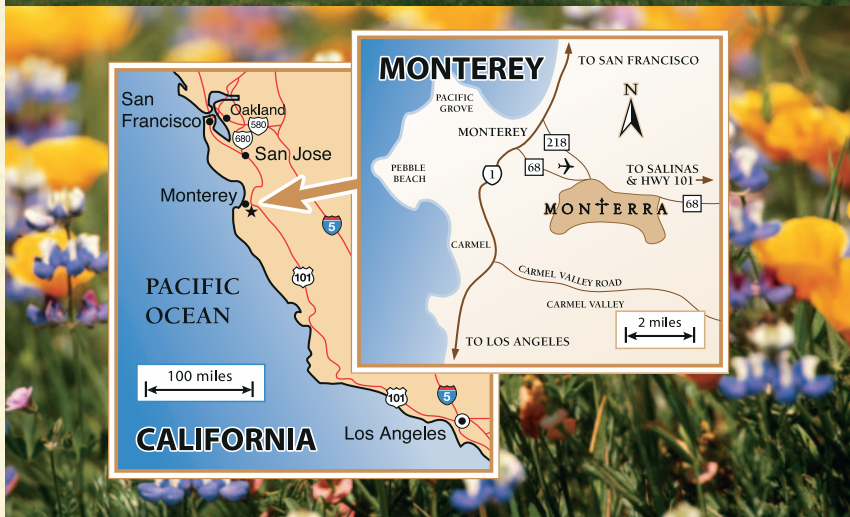 San
Francisco
Oakland
580
680
San Jose
Monterey
5
101
PACIFIC
OCEAN
100 miles
101
5
Los Angeles
CALIFORNIA
MONTEREY
TO SAN FRANCISCO
N
PACIFIC
GROVE
MONTEREY
218
68
1
PEBBLE
BEACH
TO SALINAS
& HWY 101
MONTERRA
68
CARMEL
CARMEL VALLEY ROAD
CARMEL VALLEY
2 miles
TO LOS ANGELES